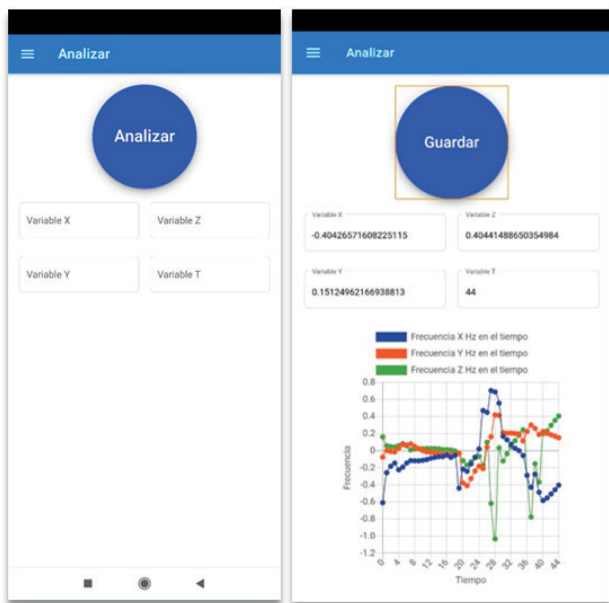 Analizar
Analizar
Variable X
Variable Z
Variable Y
Variable T
Analizar
Guardar
Variable X
-0.40426571608225115
Variable Z
0.40441488650354984
Variable Y
0.15124962166938813
Variable T
44
Frecuencia X Hz en el tiempo
Frecuencia Y Hz en el tiempo
Frecuencia Z Hz en el tiempo
Frecuencia
0.8
0.6
0.4
0.2
0
-0.2
-0.4
-0.6
-0.8
-1.0
-1.2
0 4 8 12 16 20 24 28 32 36 40 44
Tiempo